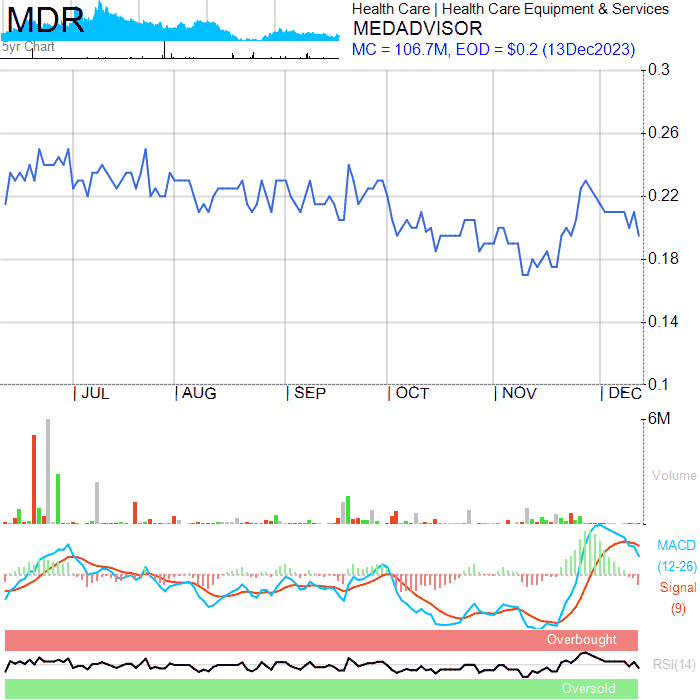 MDR
5yr Chart
Health Care | Health Care Equipment & Services
MEDADVISOR
MC = 106.7M, EOD = $0.2 (13Dec2023)
0.3
0.26
0.22
0.18
0.14
0.1
| JUL | AUG | SEP | OCT | NOV | DEC
6M
Volume
MACD
(12-26)
Signal
(9)
Overbought
RSI(14)
Oversold